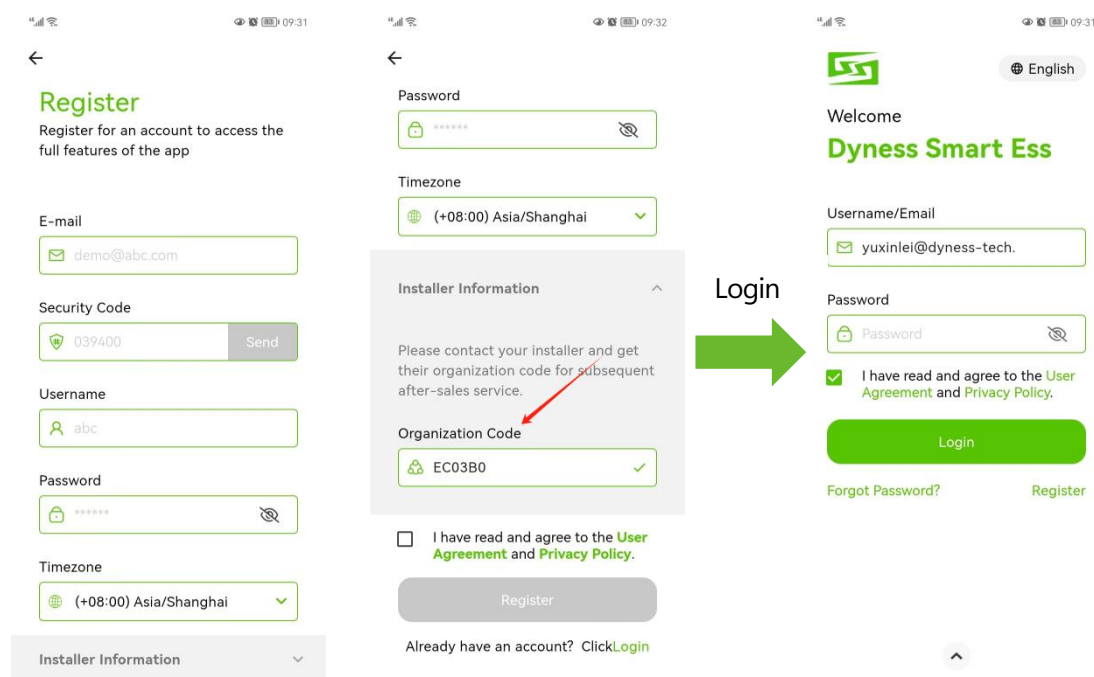 09:31
Register
Register for an account to access the
full features of the app
E-mail
demo@abc.com
Security Code
039400
Send
Username
abc
Password
******
Timezone
(+08:00) Asia/Shanghai
Installer Information
09:32
Password
******
Timezone
(+08:00) Asia/Shanghai
Installer Information
Please contact your installer and get
their organization code for subsequent
after-sales service.
Organization Code
EC03B0
I have read and agree to the User
Agreement and Privacy Policy.
Register
Already have an account? ClickLogin
Login
09:31
English
Welcome
Dyness Smart Ess
Username/Email
yuxinlei@dyness-tech.
Password
Password
I have read and agree to the User
Agreement and Privacy Policy.
Login
Forgot Password?
Register